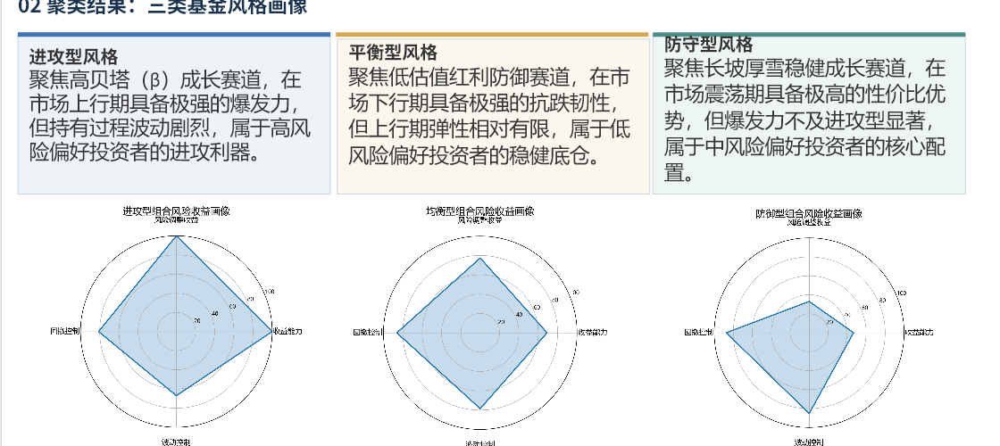 02 聚类结果：三类基金风格画像
进攻型风格
聚焦高贝塔（β）成长赛道，在
市场上行期具备极强的爆发力，
但持有过程波动剧烈，属于高风
险偏好投资者的进攻利器。
平衡型风格
聚焦低估值红利防御赛道，在市
场下行期具备极强的抗跌韧性，
但上行期弹性相对有限，属于低
风险偏好投资者的稳健底仓。
防守型风格
聚焦长坡厚雪稳健成长赛道，在
市场震荡期具备极高的性价比优
势，但爆发力不及进攻型显著，
属于中风险偏好投资者的核心配
置。
进攻型组合风险收益画像
风险调整收益
100
80
60
40
20
回撤控制
收益能力
波动控制
均衡型组合风险收益画像
风险调整收益
00
80
60
40
20
回撤控制
收益能力
波动控制
防御型组合风险收益画像
风险调整收益
100
80
60
40
20
回撤控制
收益能力
波动控制